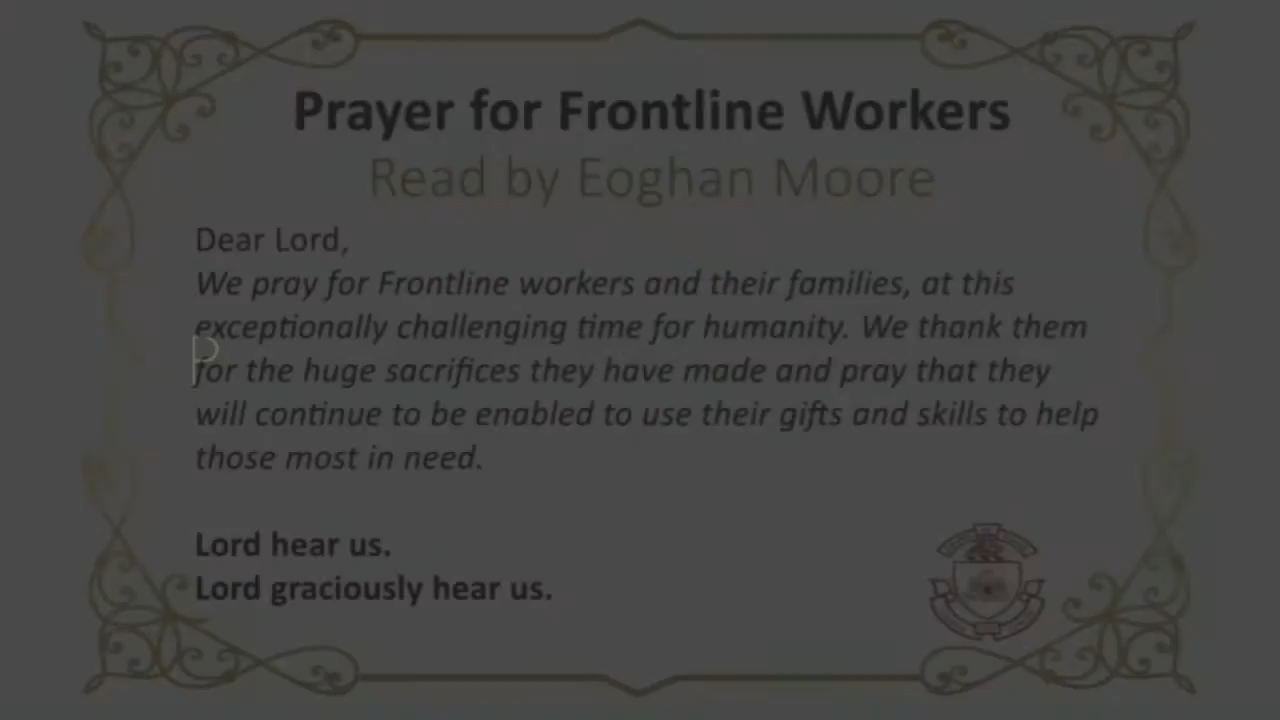 Prayer for Frontline Workers
Read by Eoghan Moore
Dear Lord,
We pray for Frontline workers and their families, at this
exceptionally challenging time for humanity. We thank them
P
for the huge sacrifices they have made and pray that they
will continue to be enabled to use their gifts and skills to help
those most in need.
Lord hear us.
Lord graciously hear us.